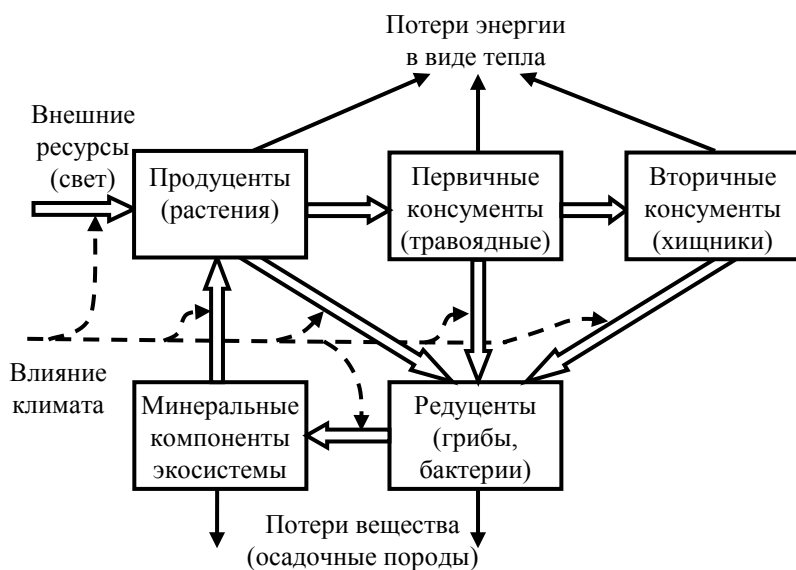 Потери энергии
в виде тепла
Внешние
ресурсы
(свет)
Продуценты
(растения)
Первичные
консументы
(травоядные)
Вторичные
консументы
(хищники)
Влияние
климата
Минеральные
компоненты
экосистемы
Редуценты
(грибы,
бактерии)
Потери вещества
(осадочные породы)